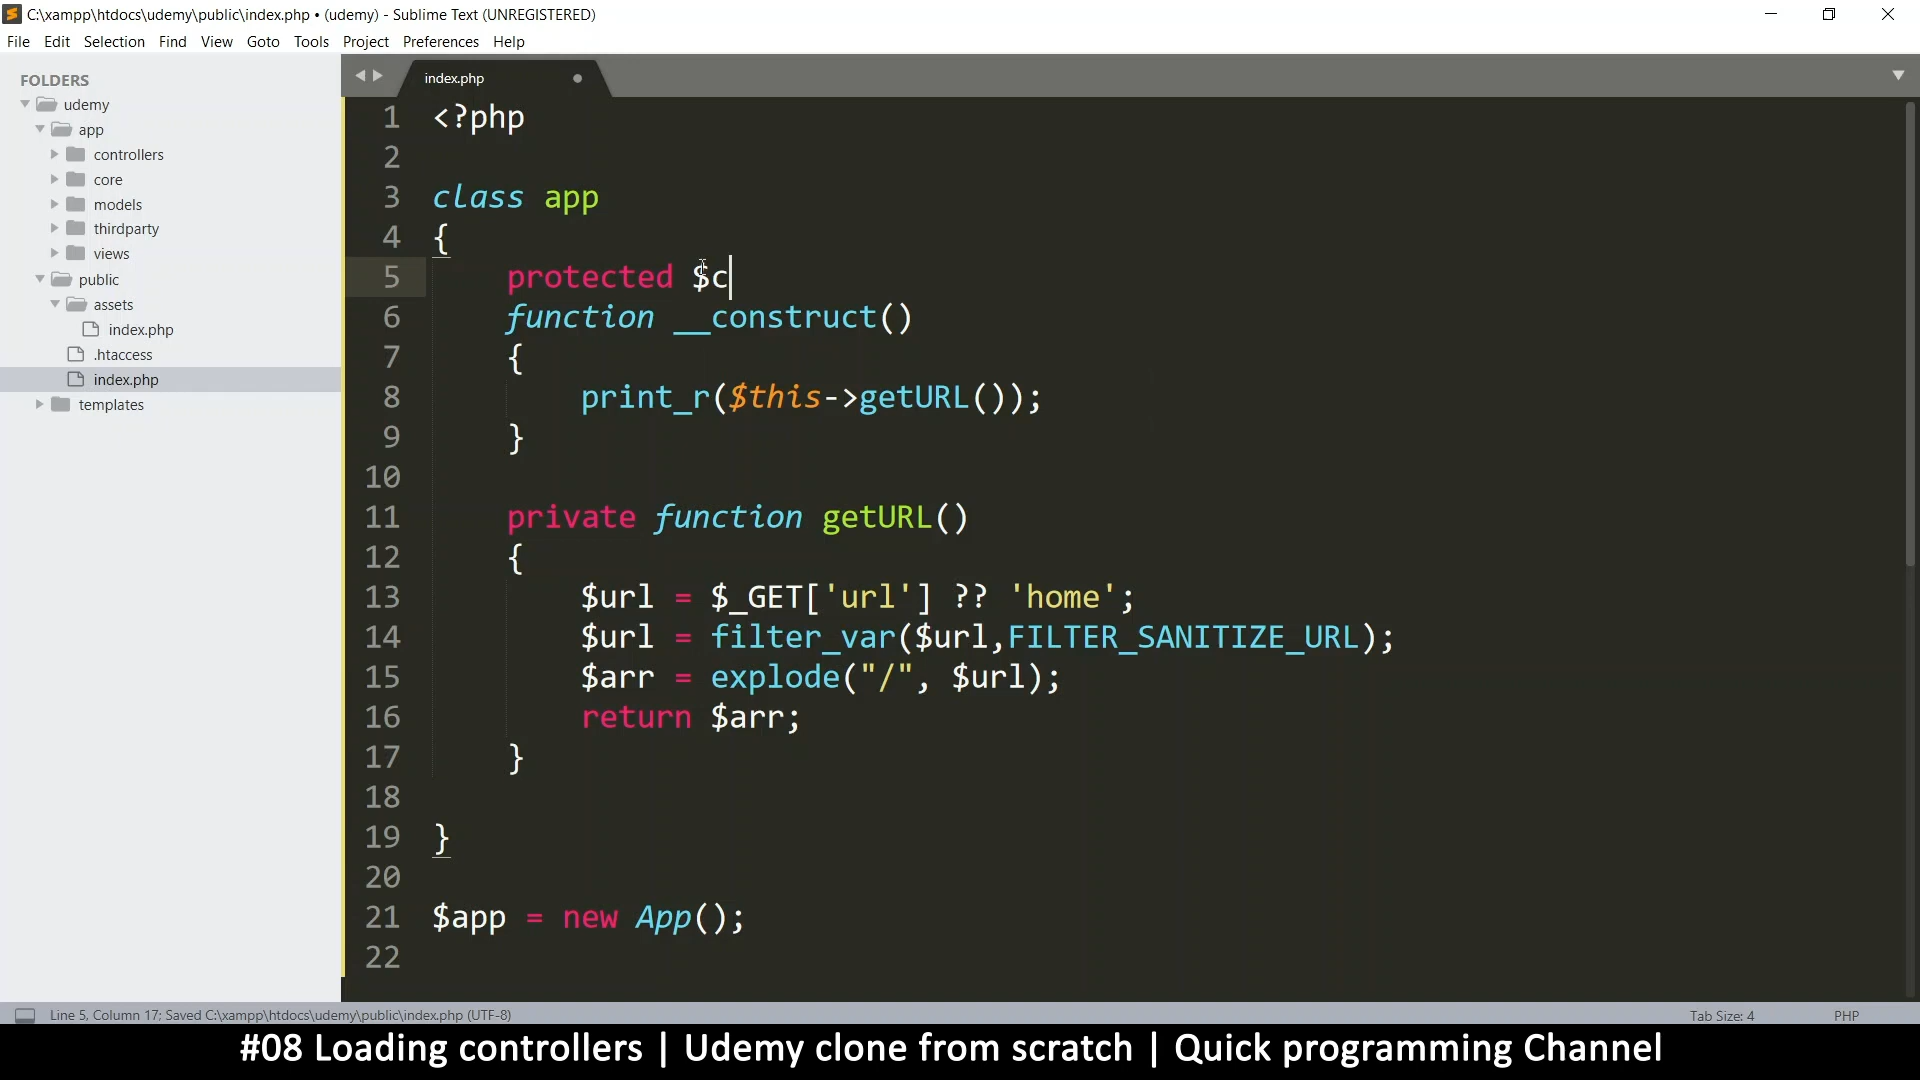 C:\xampp\htdocs\udemy\public\index.php • (udemy) - Sublime Text (UNREGISTERED)
File Edit Selection Find View Goto Tools Project Preferences Help
FOLDERS
udemy
app
controllers
core
models
thirdparty
views
public
assets
index.php
.htaccess
index.php
templates
index.php
1 <?php
2
3 class app
4 {
5 protected $c
6 function __construct()
7 {
8 print_r($this->getURL());
9 }
10
11 private function getURL()
12 {
13 $url = $_GET['url'] ?? 'home';
14 $url = filter_var($url,FILTER_SANITIZE_URL);
15 $arr = explode("/", $url);
16 return $arr;
17 }
18
19 }
20
21 $app = new App();
22
Line 5, Column 17; Saved C:\xampp\htdocs\udemy\public\index.php (UTF-8) Tab Size: 4 PHP
#08 Loading controllers | Udemy clone from scratch | Quick programming Channel